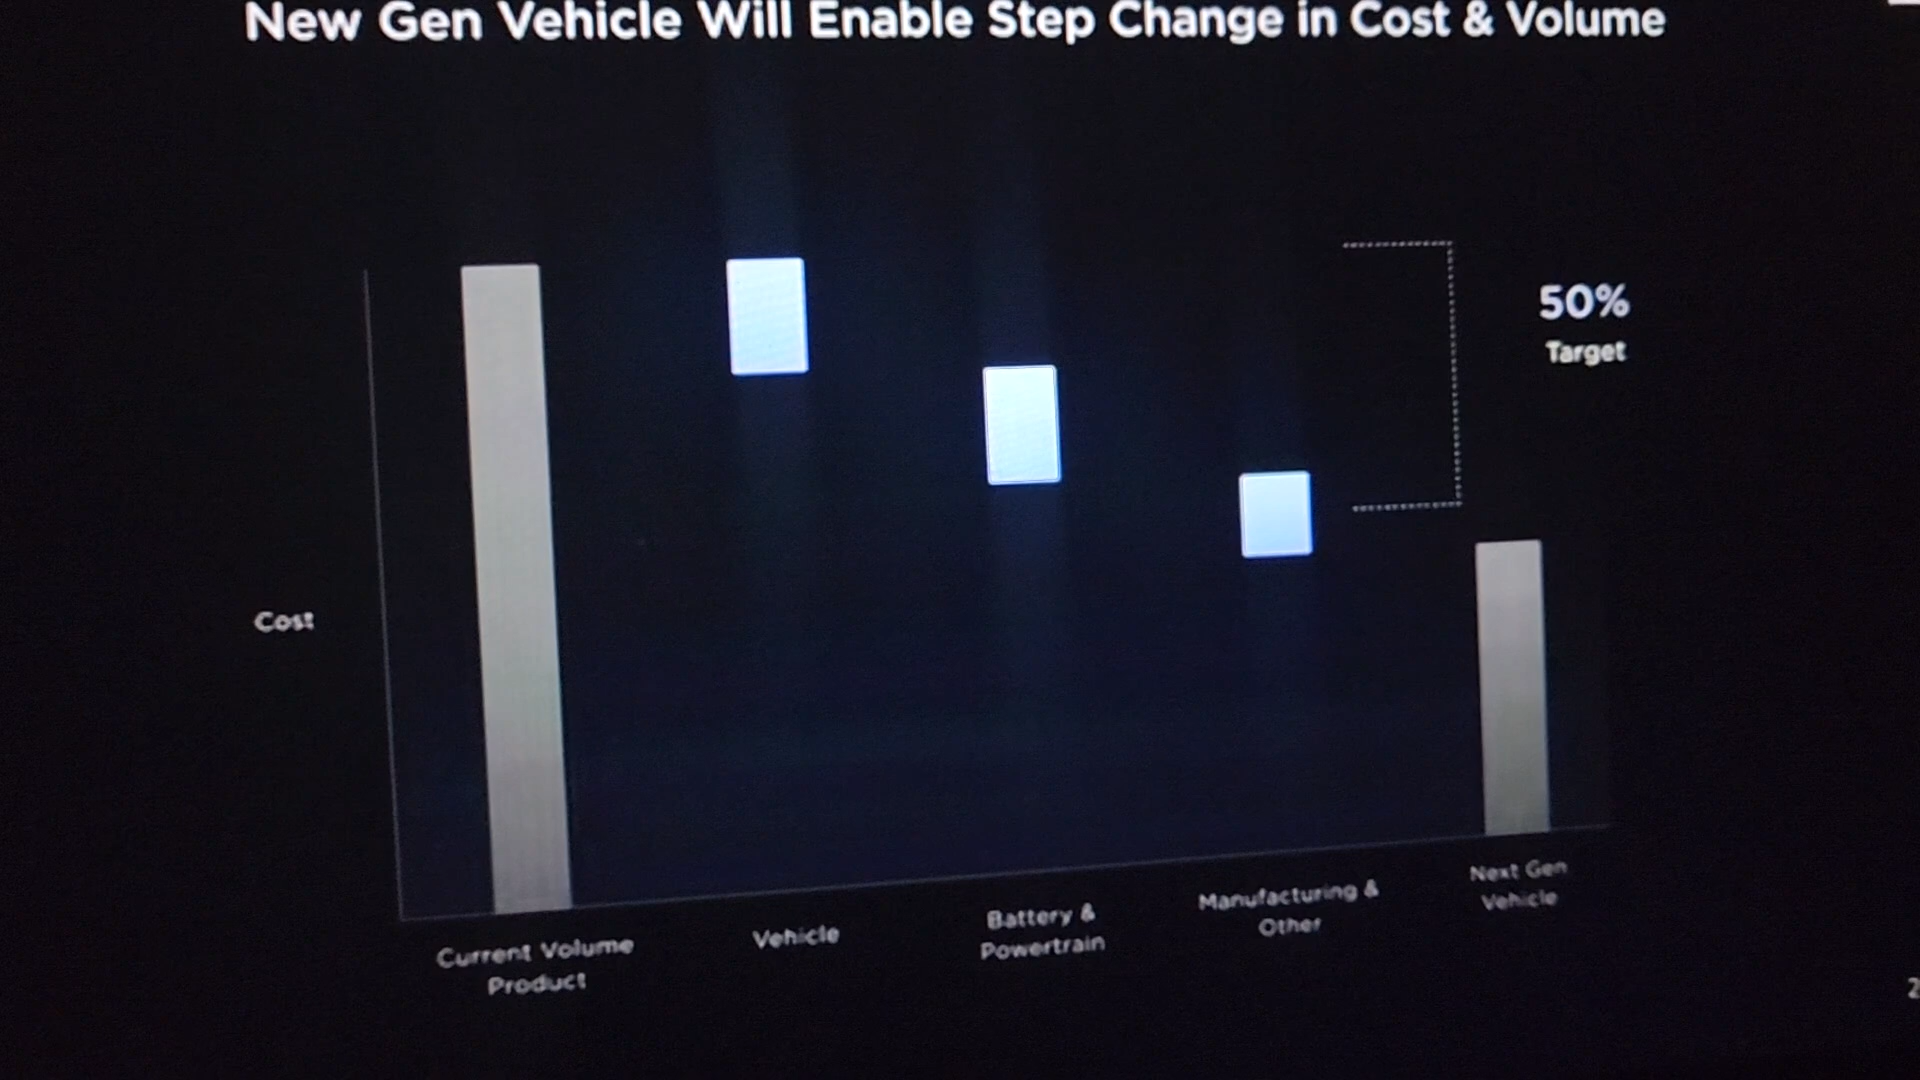 New Gen Vehicle Will Enable Step Change in Cost & Volume
50%
Target
Cost
Current Volume
Product
Vehicle
Battery &
Powertrain
Manufacturing &
Other
Next Gen
Vehicle